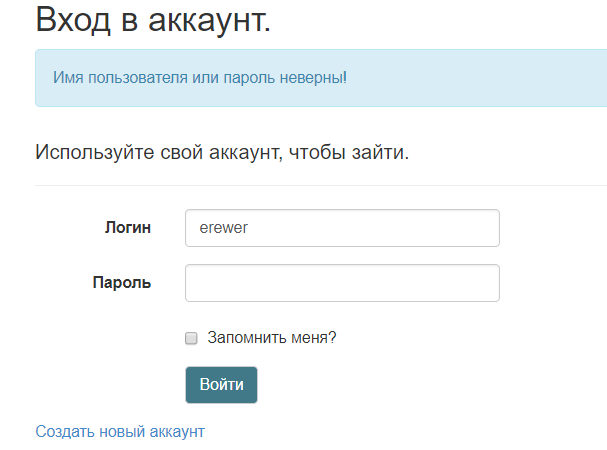 Вход в аккаунт.
Имя пользователя или пароль неверны!
Используйте свой аккаунт, чтобы зайти.
Логин erewer
Пароль
Запомнить меня?
Войти
Создать новый аккаунт